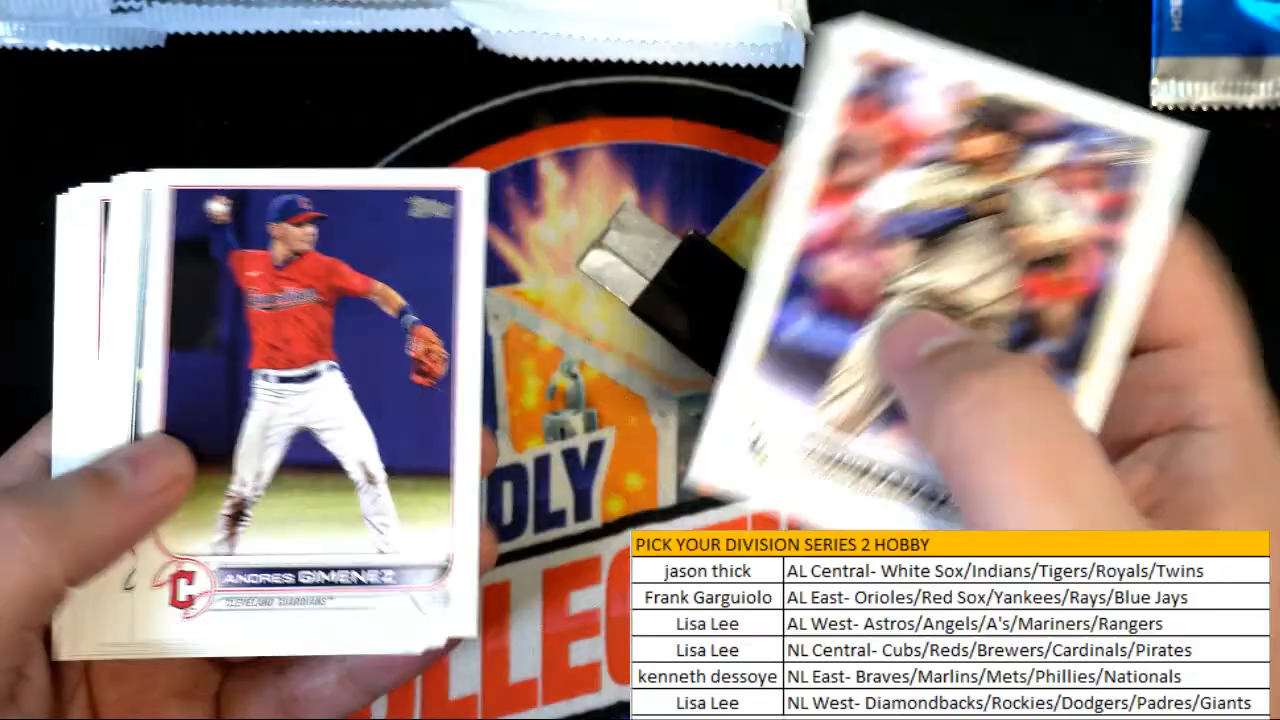 Topps
ANDRES GIMENEZ
CLEVELAND GUARDIANS™
C
OLY
LLEC
PICK YOUR DIVISION SERIES 2 HOBBY
jason thick AL Central- White Sox/Indians/Tigers/Royals/Twins
Frank Garguiolo AL East- Orioles/Red Sox/Yankees/Rays/Blue Jays
Lisa Lee AL West- Astros/Angels/A's/Mariners/Rangers
Lisa Lee NL Central- Cubs/Reds/Brewers/Cardinals/Pirates
kenneth dessoye NL East- Braves/Marlins/Mets/Phillies/Nationals
Lisa Lee NL West- Diamondbacks/Rockies/Dodgers/Padres/Giants